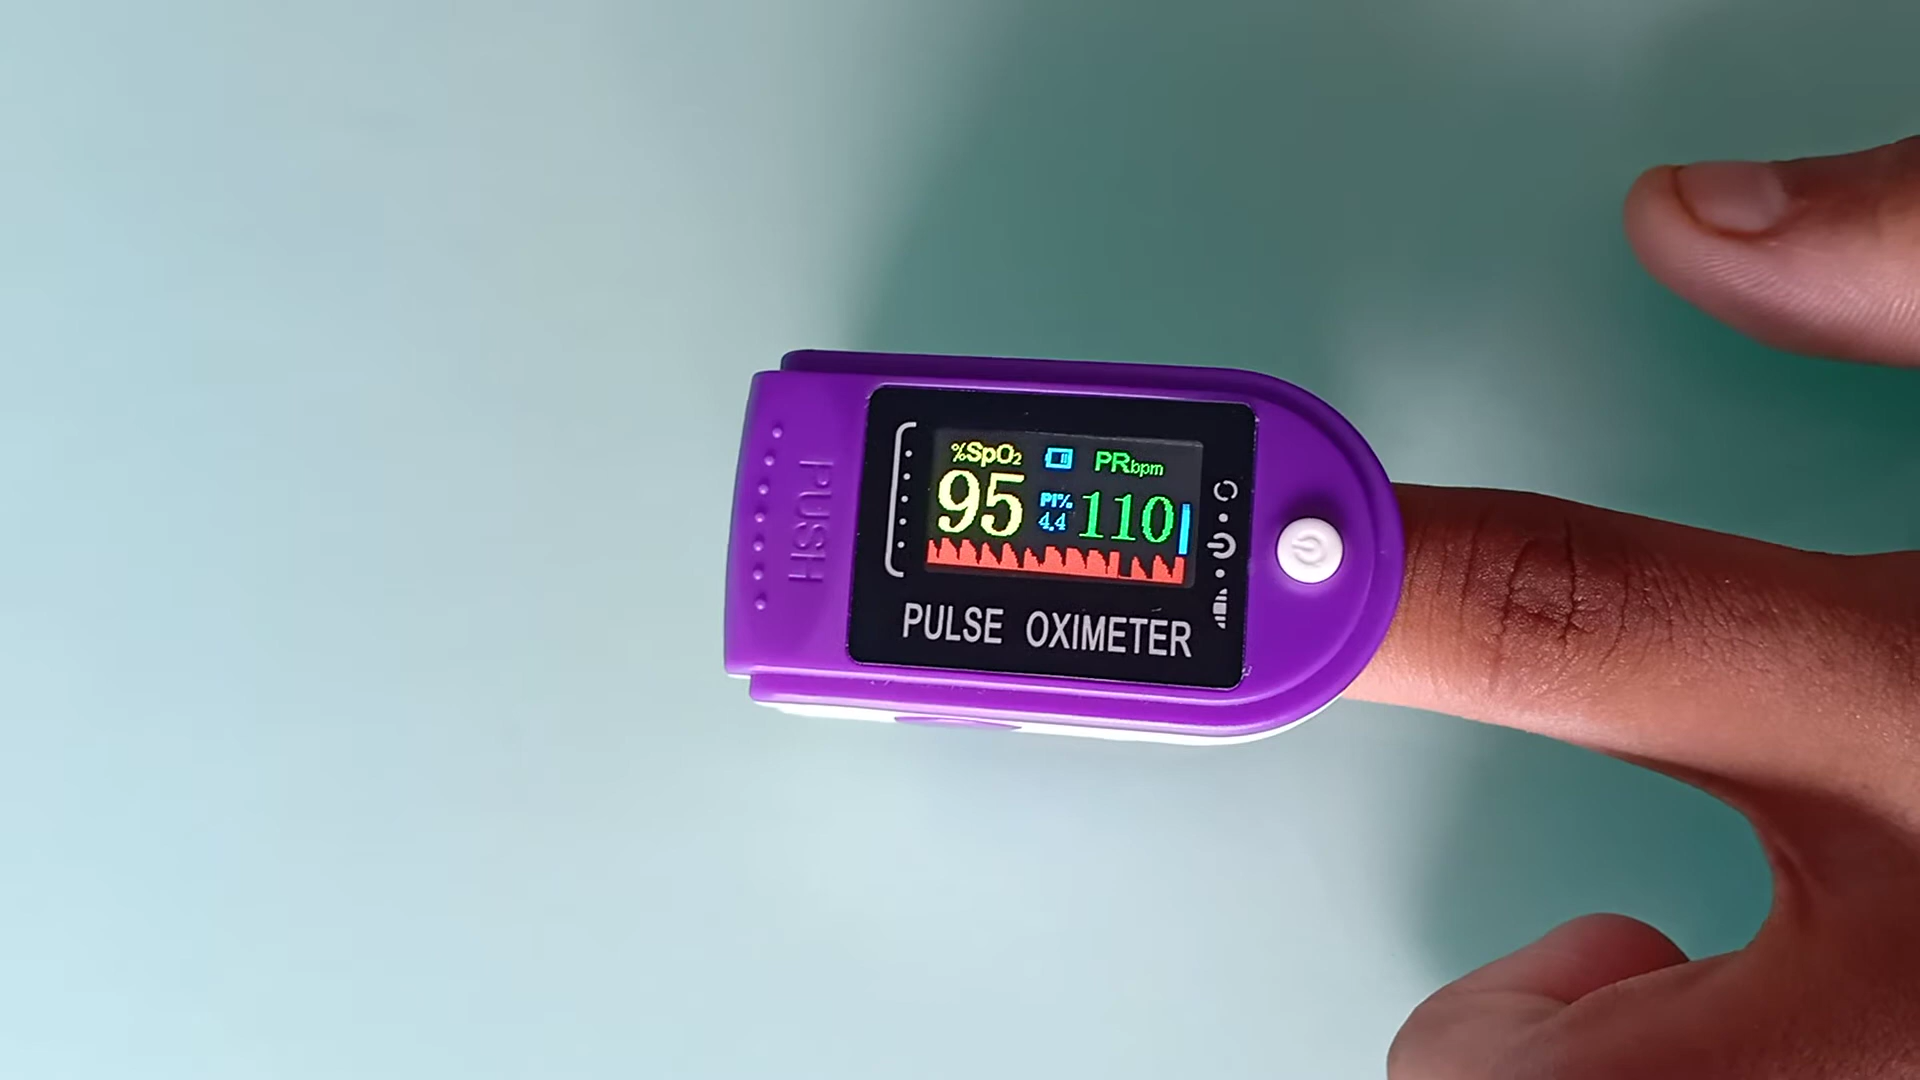 %SpO₂ PRbpm
95 PI% 110
4.4
PULSE OXIMETER
PUSH